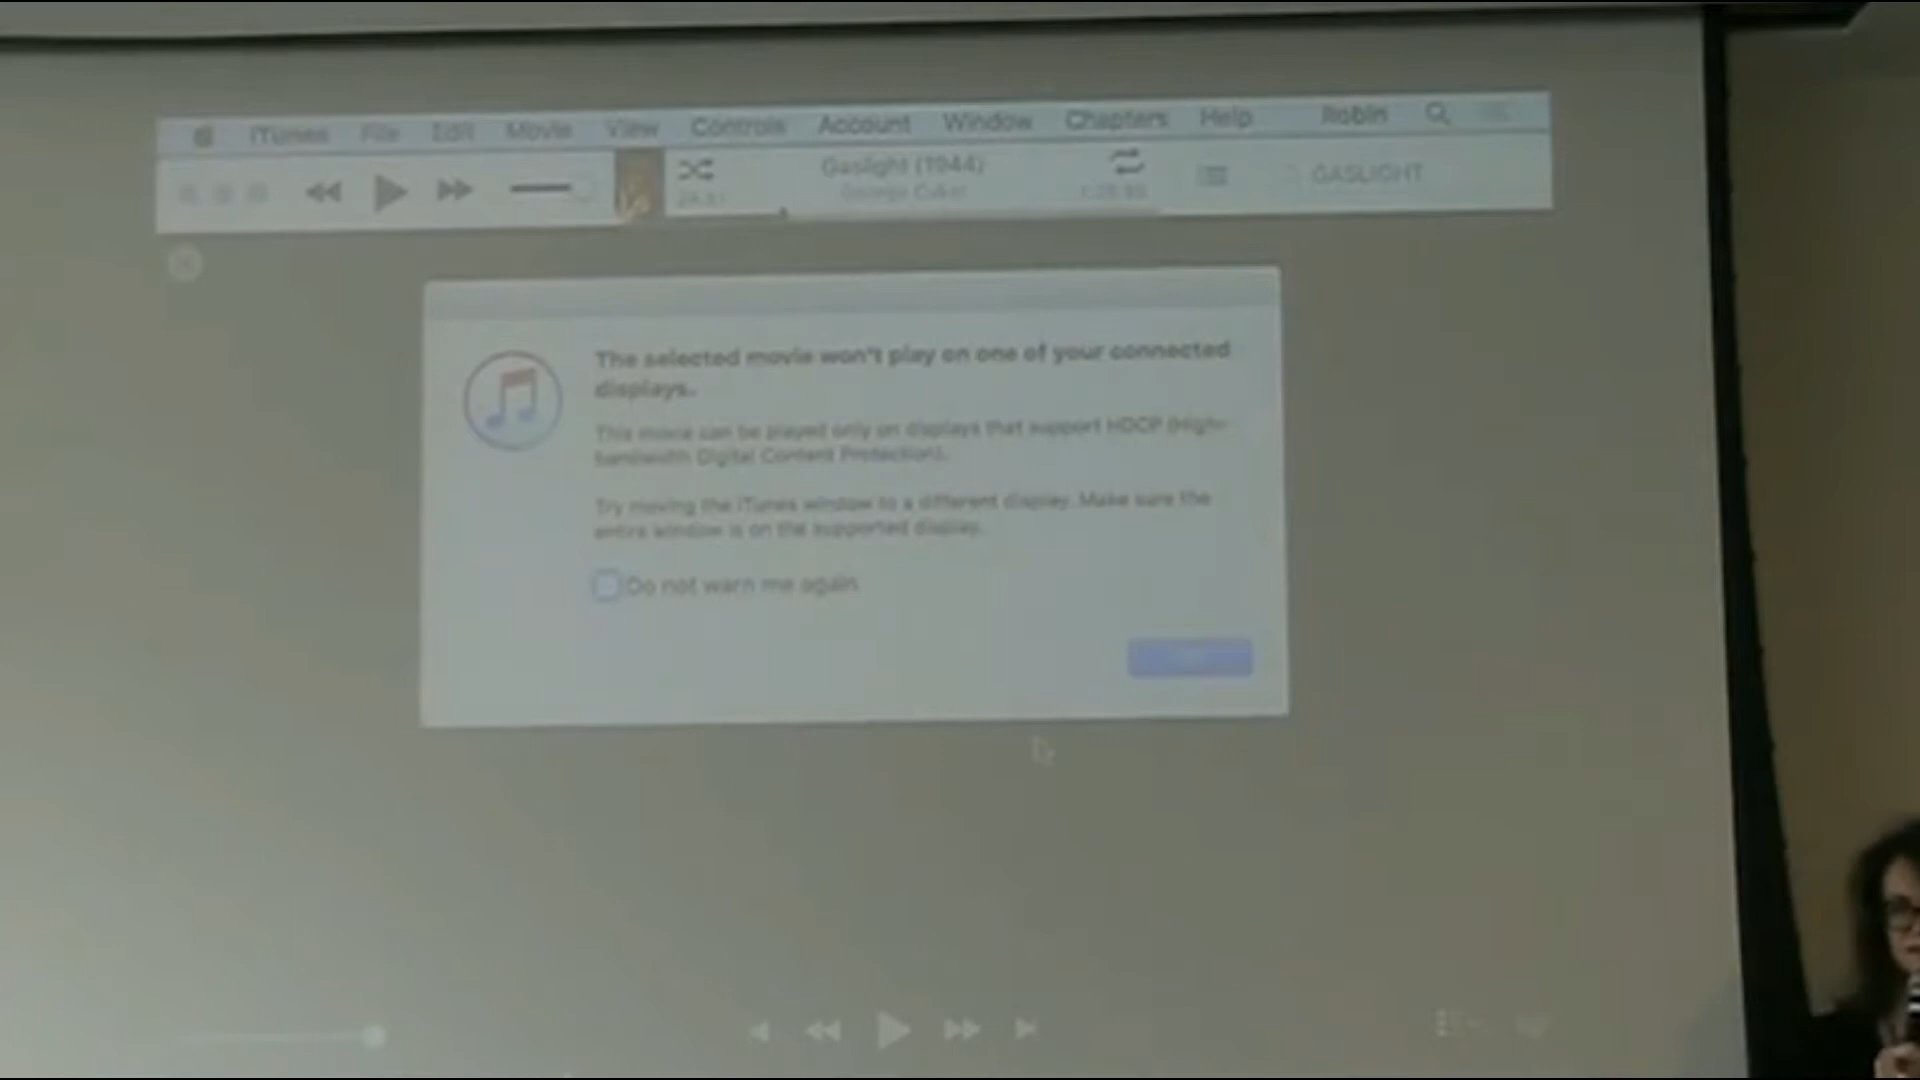 iTunes File Edit Movie View Controls Account Window Chapters Help Robin
Gaslight (1944)
George Cukor
GASLIGHT
The selected movie won't play on one of your connected
displays.
This movie can be played only on displays that support HDCP (High-
bandwidth Digital Content Protection).
Try moving the iTunes window to a different display. Make sure the
entire window is on the supported display.
Do not warn me again